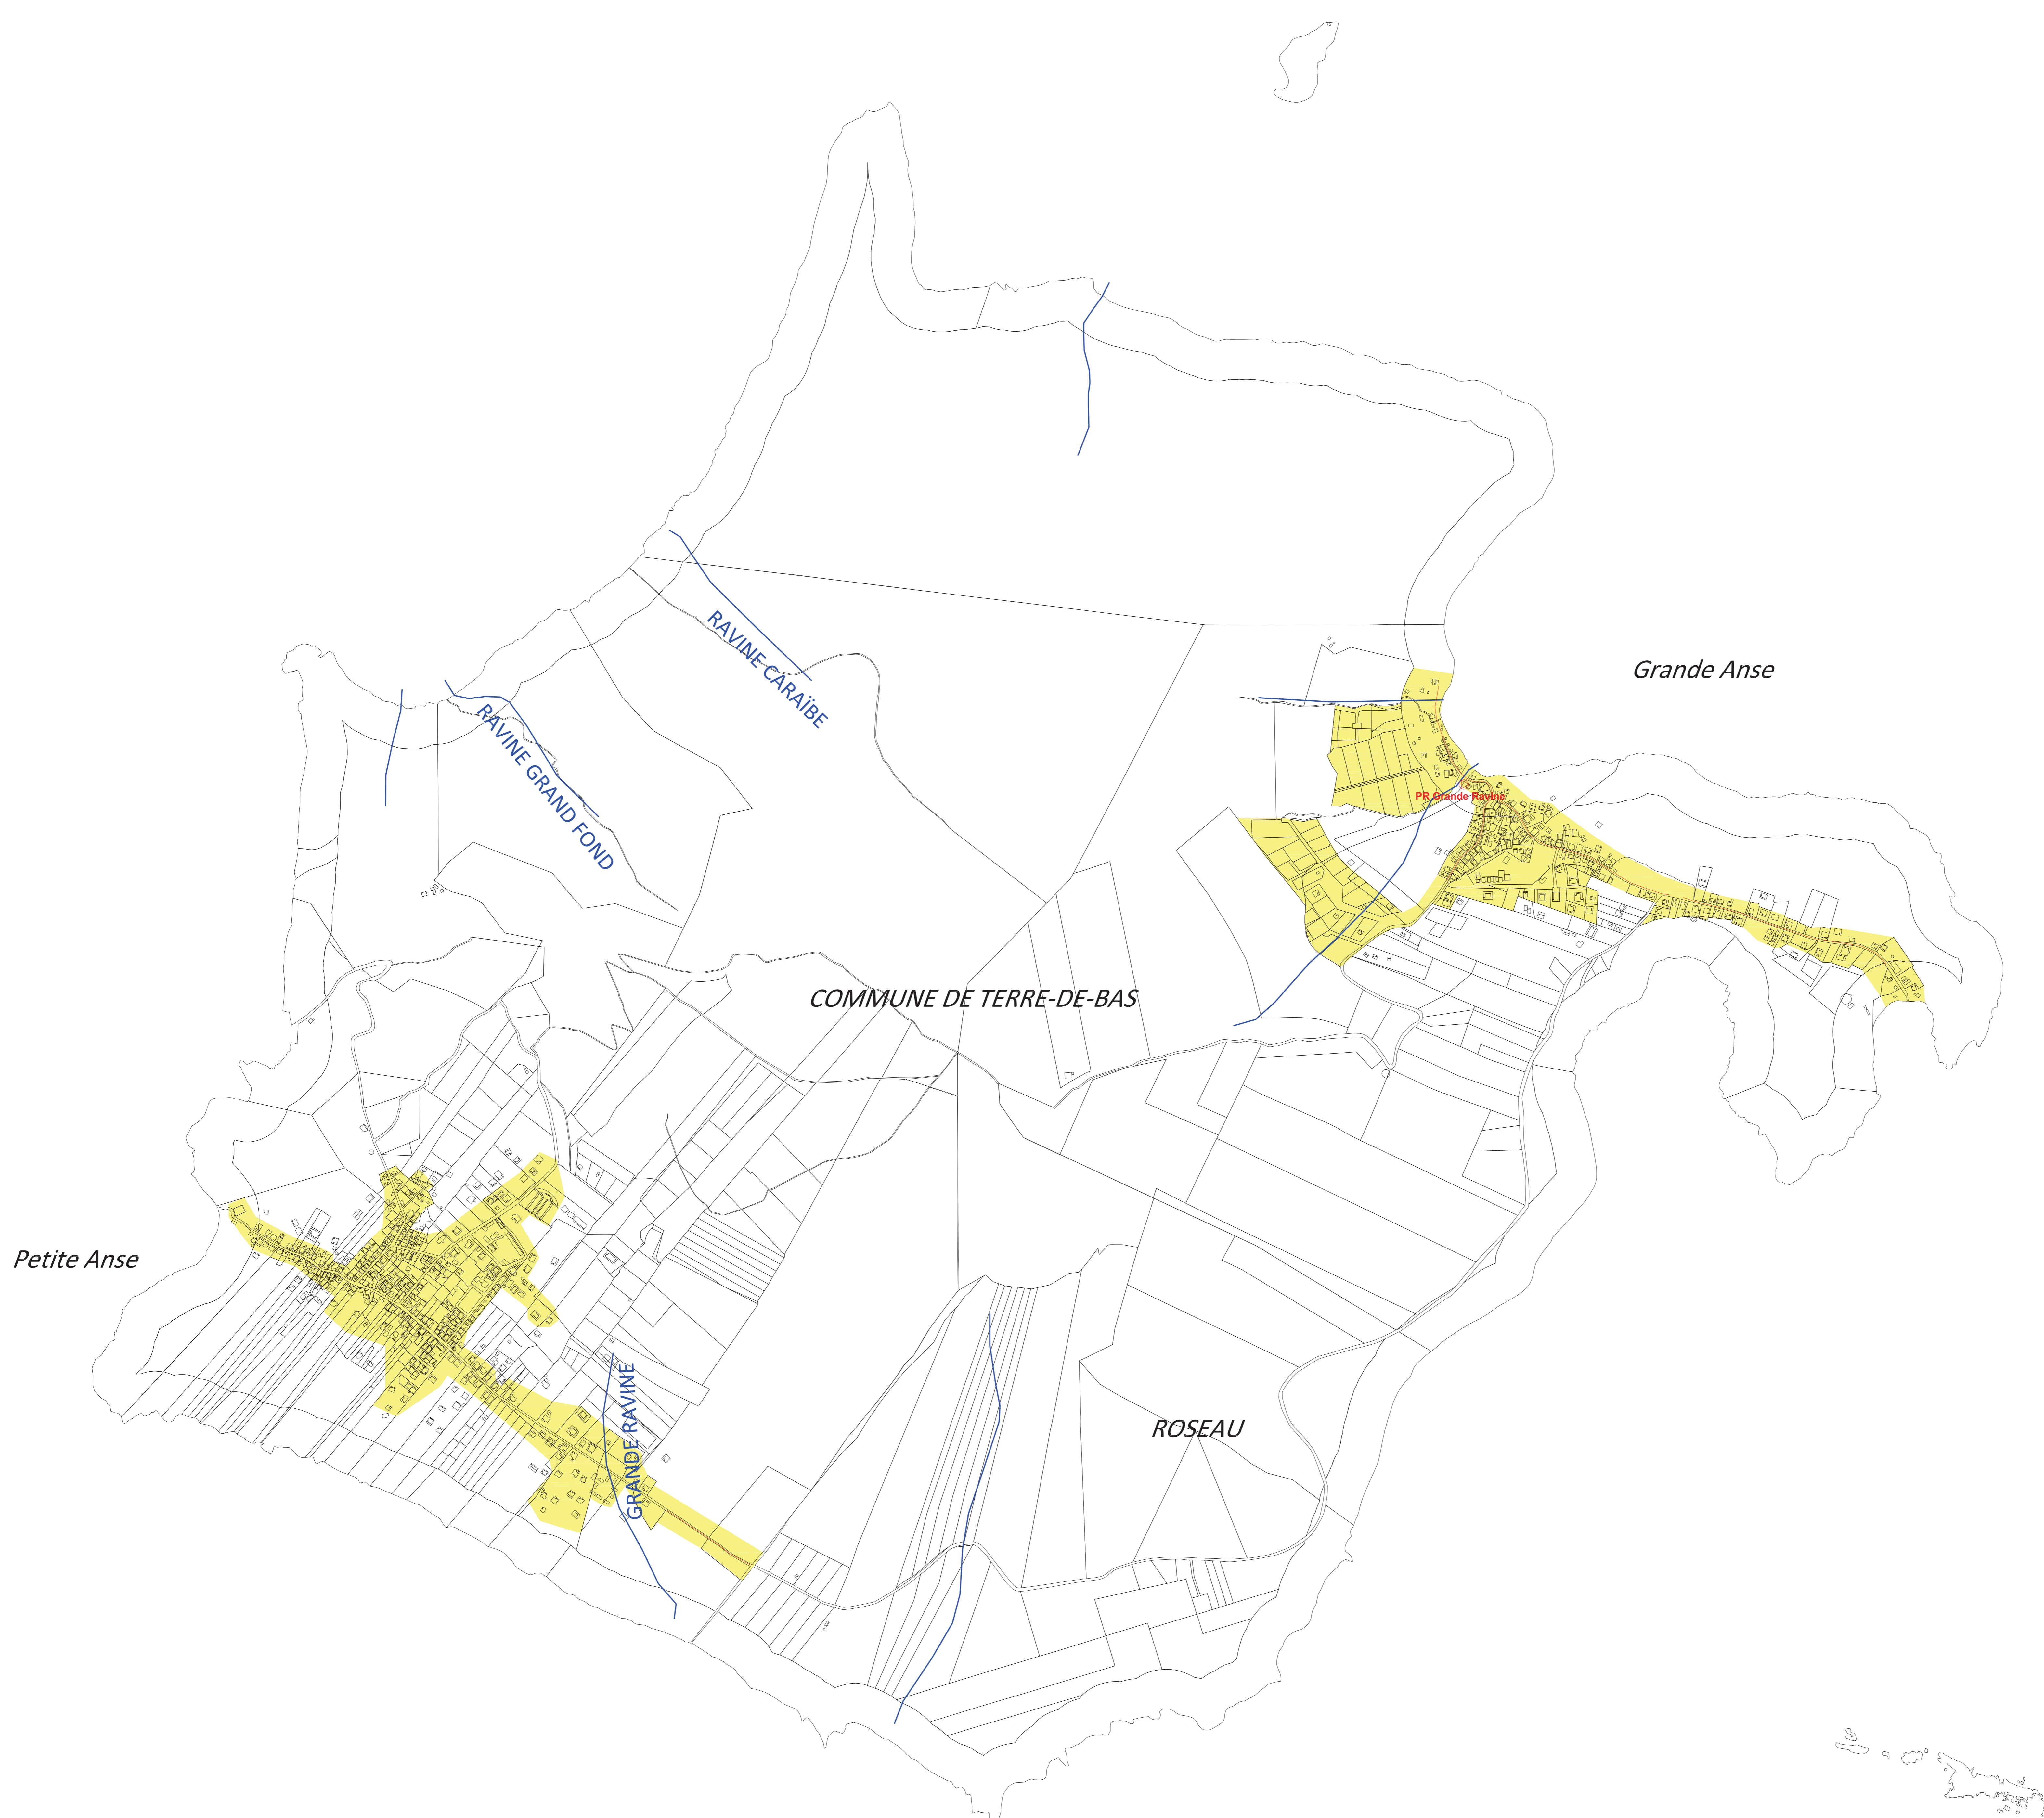 RAVINE CARAÏBE
Grande Anse
RAVINE GRAND FOND
PR Grande Ravine
COMMUNE DE TERRE-DE-BAS
Petite Anse
GRANDE RAVINE
ROSEAU